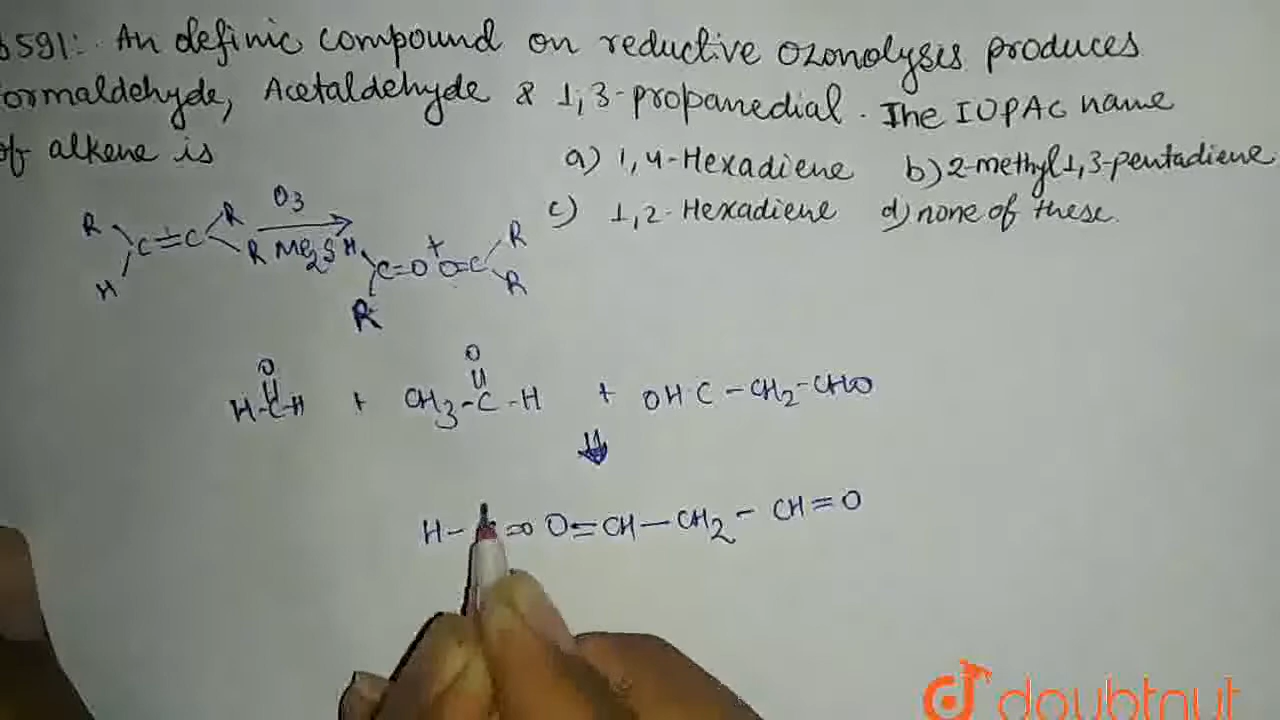 591:- An definic compound on reductive ozonolysis produces
ormaldehyde, Acetaldehyde & 1,3-propanedial. The IUPAC name
of alkene is a) 1,4-Hexadiene b) 2-methyl 1,3-pentadiene
c) 1,2-Hexadiene d) none of these.
R H C=C R R O3 Me2S H R C=O + O=C R R
H-C-H O + CH3-C-H O + OHC-CH2-CHO
H- =O O=CH-CH2-CH=O
doubtnut